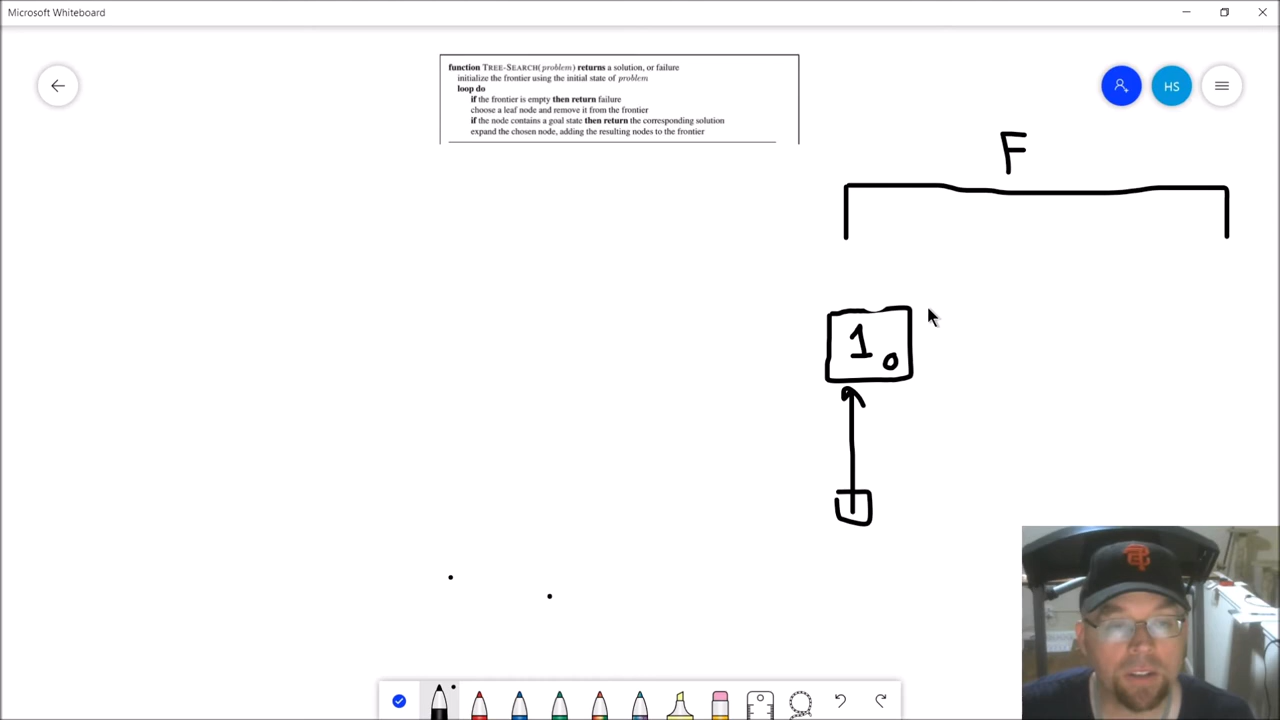 Microsoft Whiteboard
function TREE-SEARCH(problem) returns a solution, or failure
initialize the frontier using the initial state of problem
loop do
if the frontier is empty then return failure
choose a leaf node and remove it from the frontier
if the node contains a goal state then return the corresponding solution
expand the chosen node, adding the resulting nodes to the frontier
HS
F
1 0